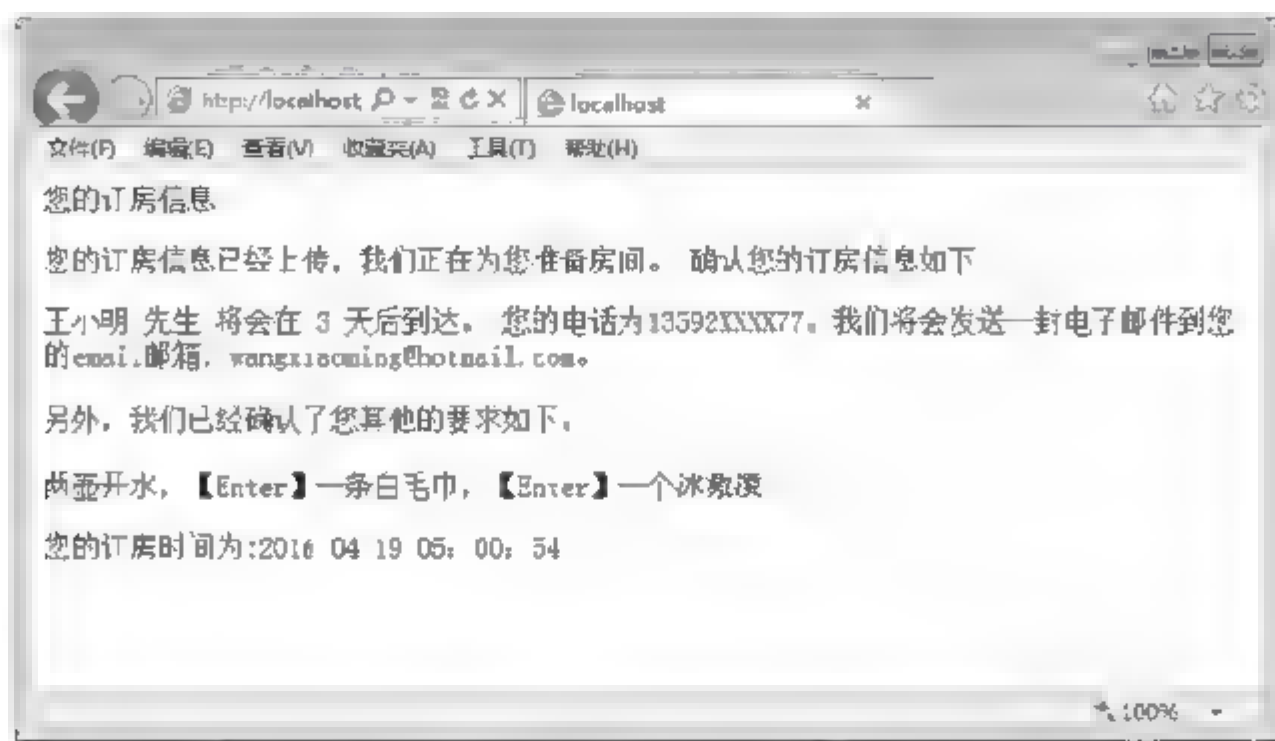 http://localhost
localhost
文件(F) 编辑(E) 查看(V) 收藏夹(A) 工具(T) 帮助(H)
您的订房信息
您的订房信息已经上传，我们正在为您准备房间。 确认您的订房信息如下
王小明 先生 将会在 3 天后到达。 您的电话为13592XXXX77。我们将会发送一封电子邮件到您
的email邮箱，wangxiaoming@hotmail.com。
另外，我们已经确认了您其他的要求如下。
两壶开水，【Enter】一条白毛巾，【Enter】一个冰激凌
您的订房时间为:2016 04 19 05: 00: 54
100%